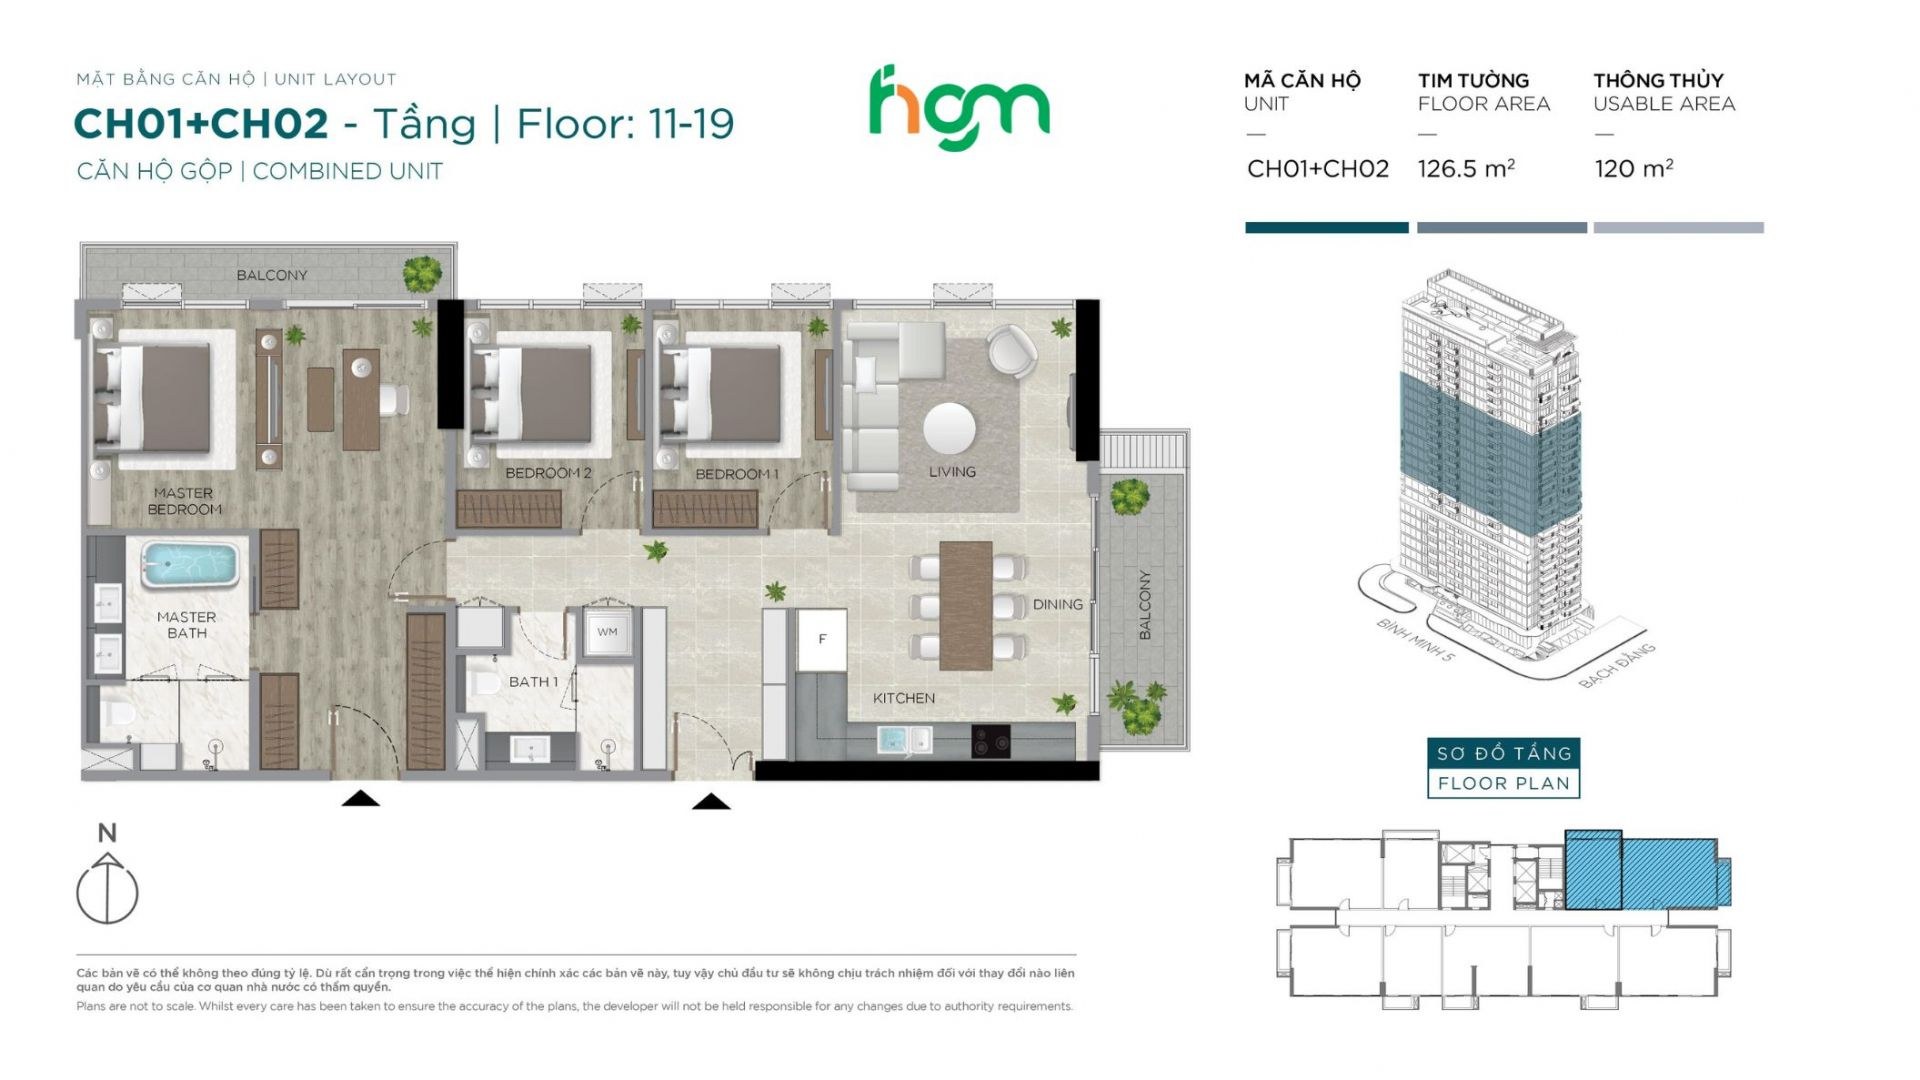 MẶT BẰNG CĂN HỘ | UNIT LAYOUT
CH01+CH02 - Tầng | Floor: 11-19
CĂN HỘ GỘP | COMBINED UNIT
hgm
MÃ CĂN HỘ
UNIT
—
CH01+CH02
TIM TƯỜNG
FLOOR AREA
—
126.5 m²
THÔNG THỦY
USABLE AREA
—
120 m²
BALCONY
MASTER
BEDROOM
BEDROOM 2
BEDROOM 1
LIVING
MASTER
BATH
BATH 1
WM
F
KITCHEN
DINING
BALCONY
BÌNH MINH 5
BẠCH ĐẰNG
SƠ ĐỒ TẦNG
FLOOR PLAN
N
Các bản vẽ có thể không theo đúng tỷ lệ. Dù rất cẩn trọng trong việc thể hiện chính xác các bản vẽ này, tuy vậy chủ đầu tư sẽ không chịu trách nhiệm đối với thay đổi nào liên
quan do yêu cầu của cơ quan nhà nước có thẩm quyền.
Plans are not to scale. Whilst every care has been taken to ensure the accuracy of the plans, the developer will not be held responsible for any changes due to authority requirements.